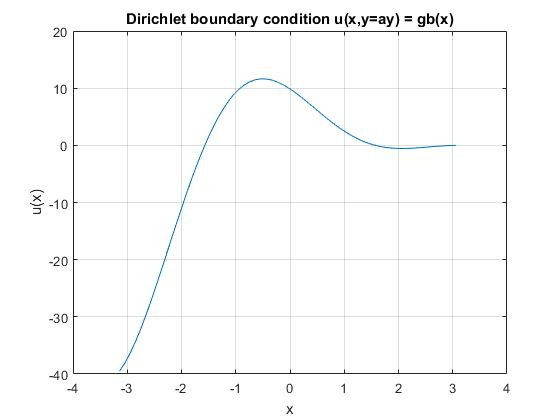 Dirichlet boundary condition u(x,y=ay) = gb(x)
20
10
0
-10
-20
-30
-40
u(x)
-4 -3 -2 -1 0 1 2 3 4
x